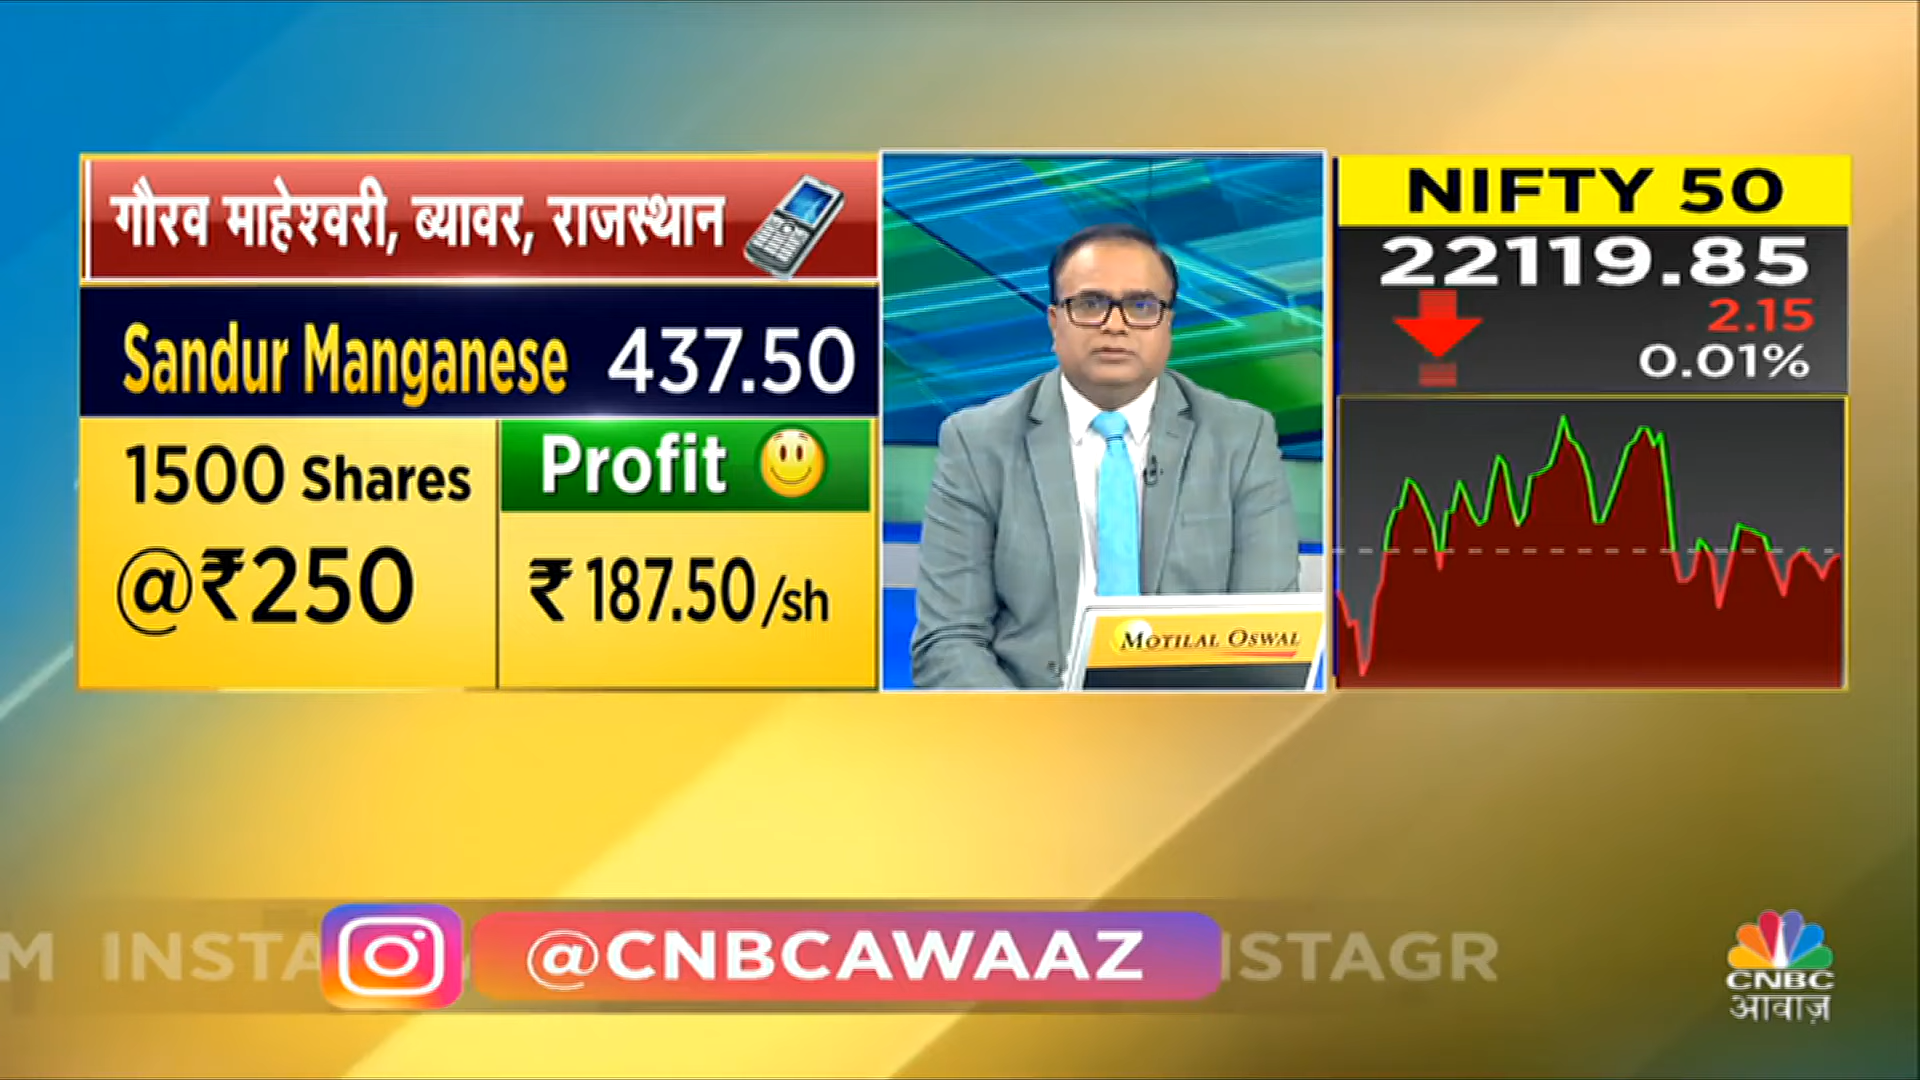 गौरव माहेश्वरी, ब्यावर, राजस्थान
Sandur Manganese 437.50
1500 Shares
@₹250
Profit
₹187.50/sh
MOTILAL OSWAL
NIFTY 50
22119.85
2.15
0.01%
M INSTA
@CNBCAWAAZ
ISTAGR
CNBC
आवाज़